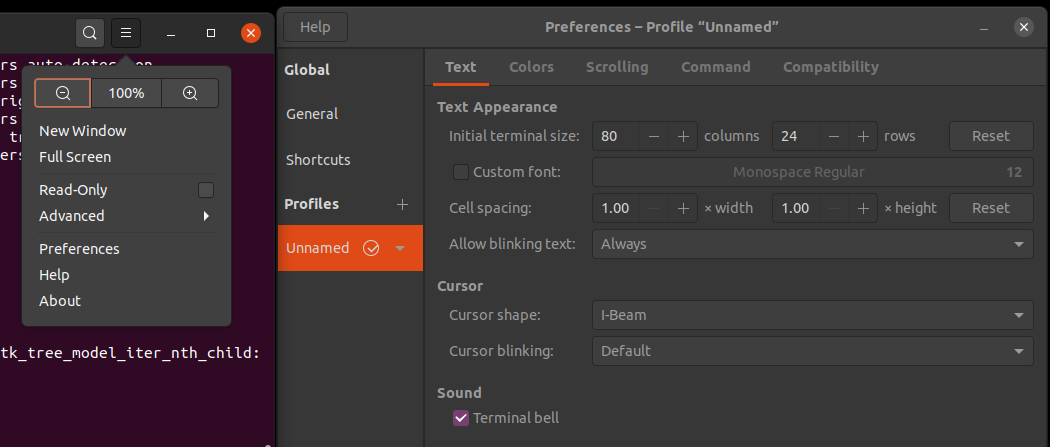 Help
Preferences – Profile “Unnamed”
rs auto-detection
rs
rig
rs
tr
ers
100%
New Window
Full Screen
Read-Only
Advanced
Preferences
Help
About
tk_tree_model_iter_nth_child:
Global
General
Shortcuts
Profiles
Unnamed
Text Colors Scrolling Command Compatibility
Text Appearance
Initial terminal size: 80 columns 24 rows Reset
Custom font: Monospace Regular 12
Cell spacing: 1.00 × width 1.00 × height Reset
Allow blinking text: Always
Cursor
Cursor shape: I-Beam
Cursor blinking: Default
Sound
Terminal bell